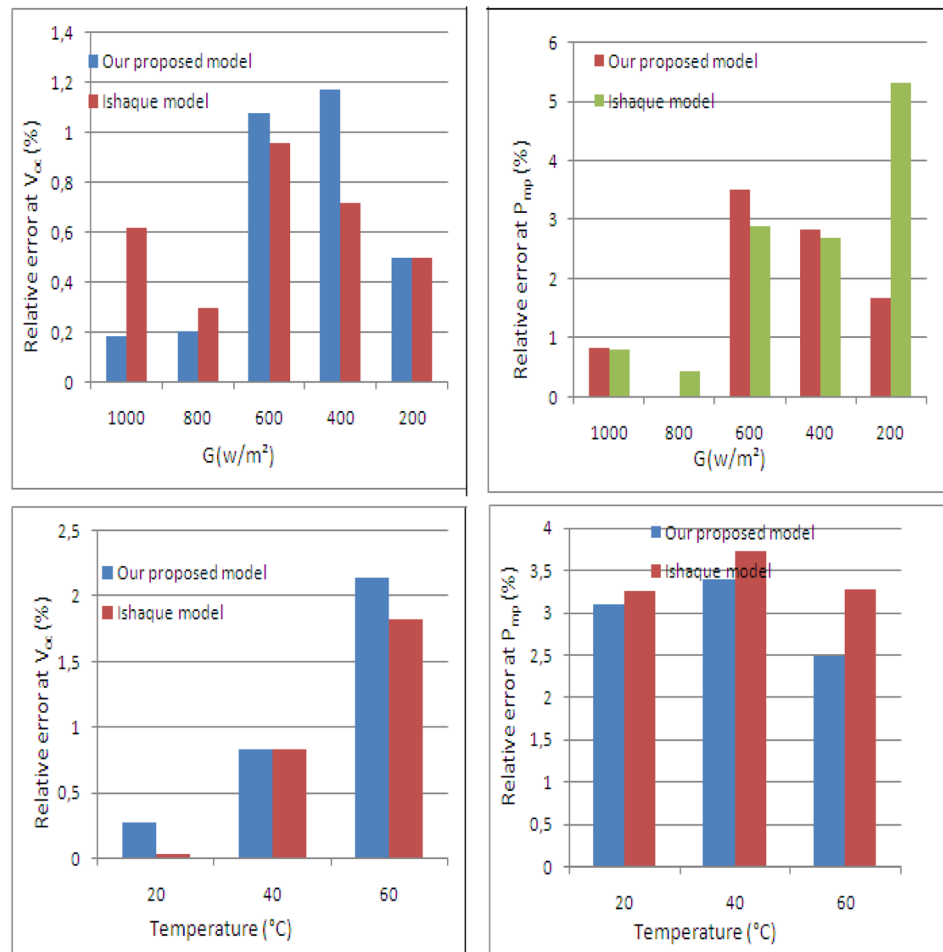 1,4
1,2
1
0,8
0,6
0,4
0,2
0
Relative error at Voc (%)
Our proposed model
Ishaque model
1000 800 600 400 200
G(w/m²)
6
5
4
3
2
1
0
Relative error at Pmp (%)
Our proposed model
Ishaque model
1000 800 600 400 200
G(w/m²)
2,5
2
1,5
1
0,5
0
Relative error at Voc (%)
Our proposed model
Ishaque model
20 40 60
Temperature (°C)
4
3,5
3
2,5
2
1,5
1
0,5
0
Relative error at Pmp (%)
Our proposed model
Ishaque model
20 40 60
Temperature (°C)